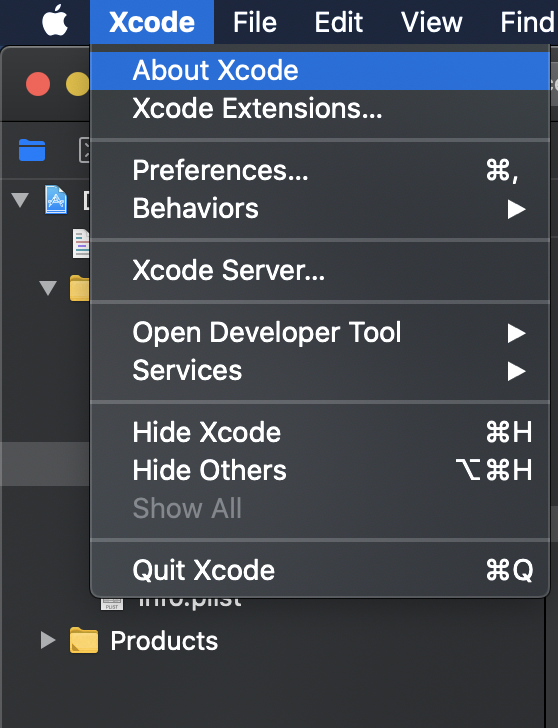 Xcode File Edit View Find
About Xcode
Xcode Extensions...
Preferences... ⌘,
Behaviors ▶
Xcode Server...
Open Developer Tool ▶
Services ▶
Hide Xcode ⌘H
Hide Others ⌥⌘H
Show All
Quit Xcode ⌘Q
Info.plist
Products